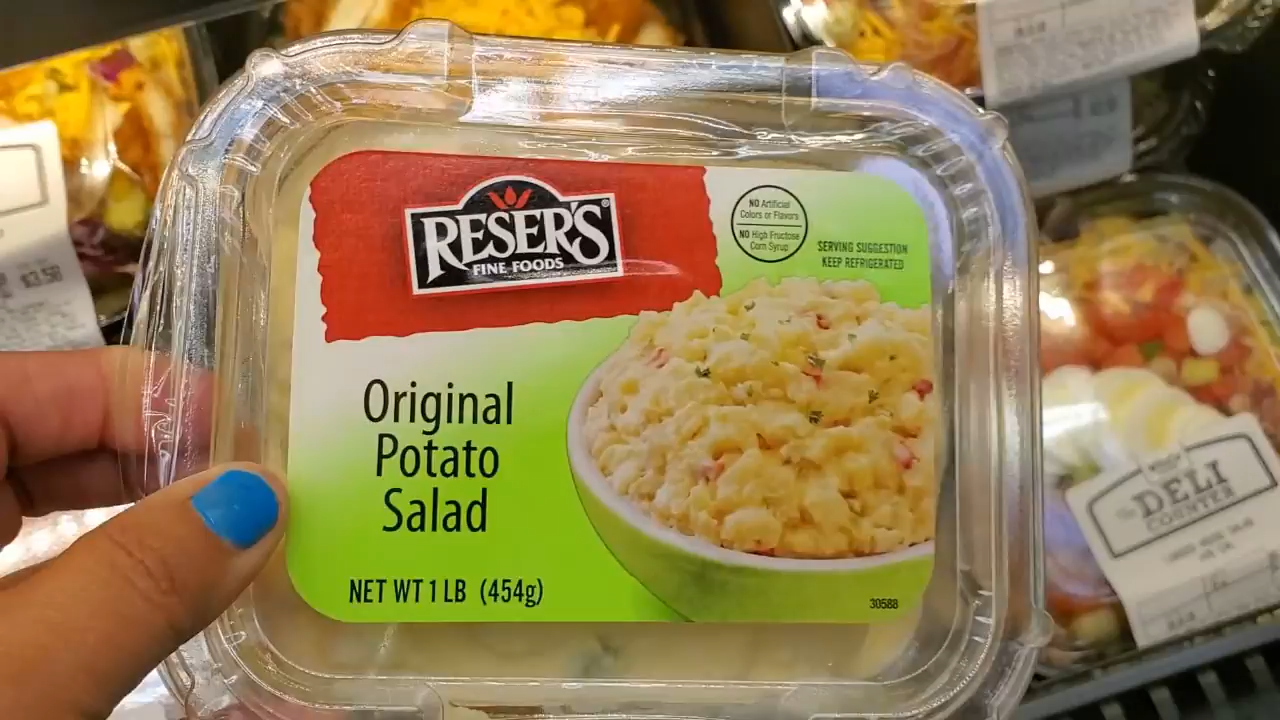 RESER'S®
FINE FOODS
NO Artificial
Colors or Flavors
NO High Fructose
Corn Syrup
SERVING SUGGESTION
KEEP REFRIGERATED
Original
Potato
Salad
NET WT 1 LB (454g)
30588
$3.50
DELI
COUNTER